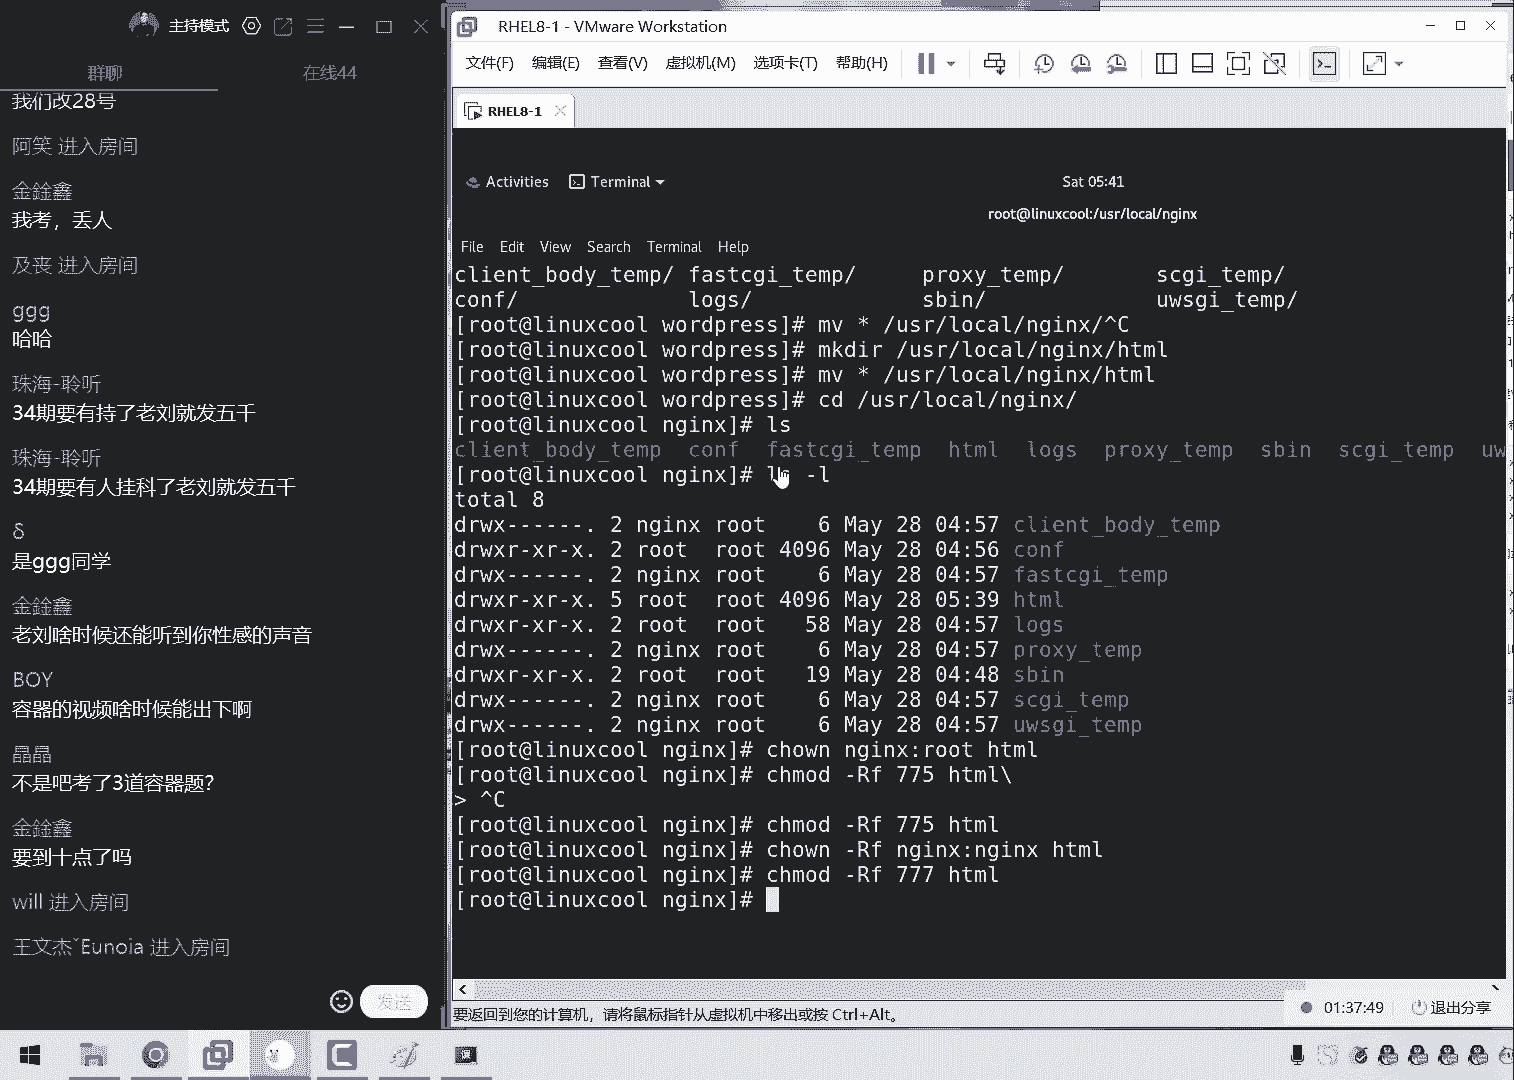 主持模式
群聊
在线44
我们改28号
阿笑 进入房间
金錀鑫
我考，丢人
及丧 进入房间
ggg
哈哈
珠海-聆听
34期要有持了老刘就发五千
珠海-聆听
34期要有人挂科了老刘就发五千
δ
是ggg同学
金錀鑫
老刘啥时候还能听到你性感的声音
BOY
容器的视频啥时候能出下啊
晶晶
不是吧考了3道容器题？
金錀鑫
要到十点了吗
will 进入房间
王文杰ˇEunoia 进入房间
发送
RHEL8-1 - VMware Workstation
文件(F) 编辑(E) 查看(V) 虚拟机(M) 选项卡(T) 帮助(H)
RHEL8-1
Activities Terminal Sat 05:41
root@linuxcool:/usr/local/nginx
File Edit View Search Terminal Help
client_body_temp/ fastcgi_temp/ proxy_temp/ scgi_temp/
conf/ logs/ sbin/ uwsgi_temp/
[root@linuxcool wordpress]# mv * /usr/local/nginx/^C
[root@linuxcool wordpress]# mkdir /usr/local/nginx/html
[root@linuxcool wordpress]# mv * /usr/local/nginx/html
[root@linuxcool wordpress]# cd /usr/local/nginx/
[root@linuxcool nginx]# ls
client_body_temp conf fastcgi_temp html logs proxy_temp sbin scgi_temp uw
[root@linuxcool nginx]# ls -l
total 8
drwx------. 2 nginx root 6 May 28 04:57 client_body_temp
drwxr-xr-x. 2 root root 4096 May 28 04:56 conf
drwx------. 2 nginx root 6 May 28 04:57 fastcgi_temp
drwxr-xr-x. 5 root root 4096 May 28 05:39 html
drwxr-xr-x. 2 root root 58 May 28 04:57 logs
drwx------. 2 nginx root 6 May 28 04:57 proxy_temp
drwxr-xr-x. 2 root root 19 May 28 04:48 sbin
drwx------. 2 nginx root 6 May 28 04:57 scgi_temp
drwx------. 2 nginx root 6 May 28 04:57 uwsgi_temp
[root@linuxcool nginx]# chown nginx:root html
[root@linuxcool nginx]# chmod -Rf 775 html\
> ^C
[root@linuxcool nginx]# chmod -Rf 775 html
[root@linuxcool nginx]# chown -Rf nginx:nginx html
[root@linuxcool nginx]# chmod -Rf 777 html
[root@linuxcool nginx]#
要返回到您的计算机，请将鼠标指针从虚拟机中移出或按 Ctrl+Alt。
01:37:49 退出分享